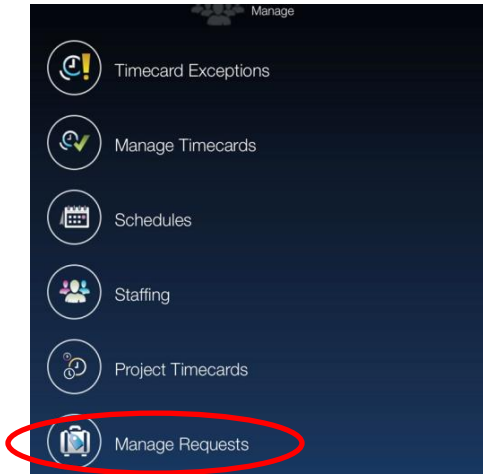 Manage
Timecard Exceptions
Manage Timecards
Schedules
Staffing
Project Timecards
Manage Requests